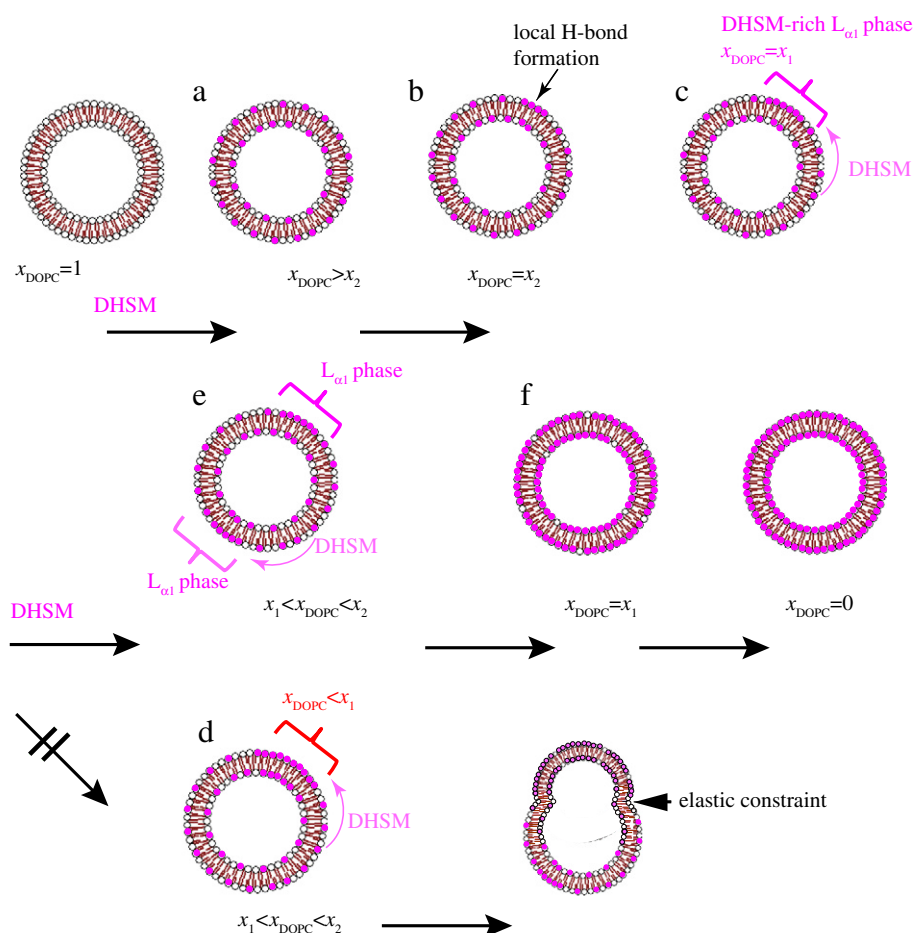 a
b
c
local H-bond
formation
DHSM-rich Lα1 phase
xDOPC=x1
DHSM
xDOPC=1
xDOPC>x2
xDOPC=x2
DHSM
e
f
Lα1 phase
DHSM
Lα1 phase
x1<xDOPC<x2
xDOPC=x1
xDOPC=0
DHSM
d
xDOPC<x1
DHSM
elastic constraint
x1<xDOPC<x2